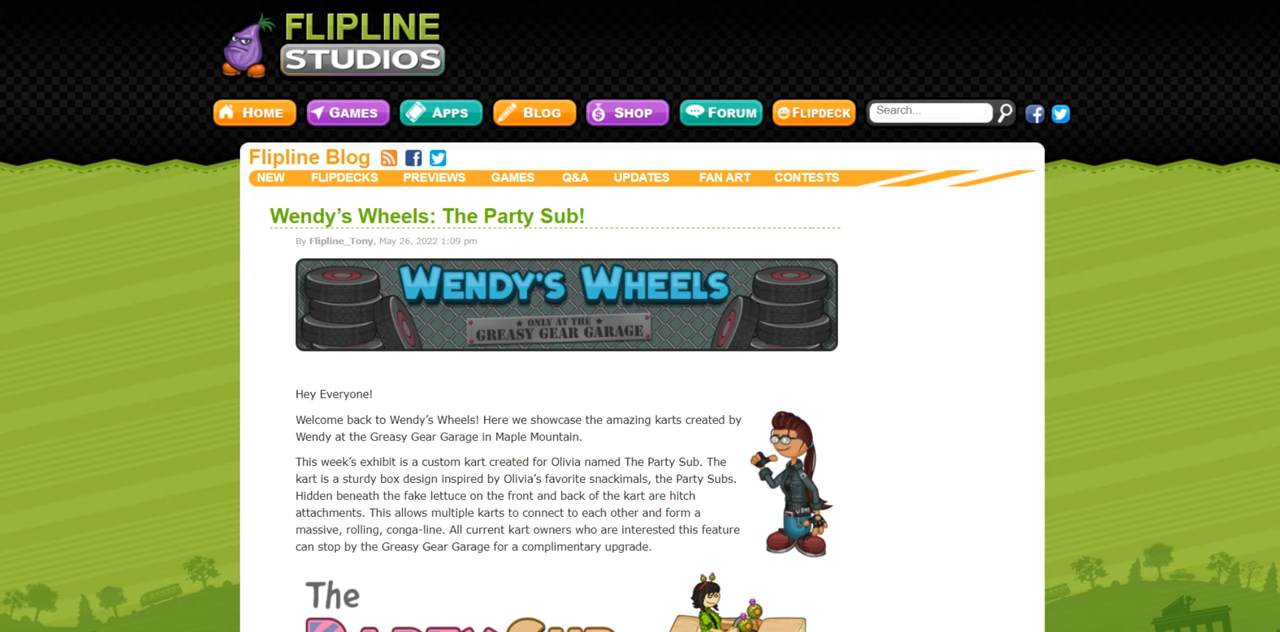 FLIPLINE
STUDIOS
HOME GAMES APPS BLOG SHOP FORUM FLIPDECK Search...
Flipline Blog
NEW FLIPDECKS PREVIEWS GAMES Q&A UPDATES FAN ART CONTESTS
Wendy’s Wheels: The Party Sub!
By Flipline_Tony, May 26, 2022 1:09 pm
WENDY'S WHEELS
ONLY AT THE
GREASY GEAR GARAGE
Hey Everyone!
Welcome back to Wendy’s Wheels! Here we showcase the amazing karts created by
Wendy at the Greasy Gear Garage in Maple Mountain.
This week’s exhibit is a custom kart created for Olivia named The Party Sub. The
kart is a sturdy box design inspired by Olivia’s favorite snackimals, the Party Subs.
Hidden beneath the fake lettuce on the front and back of the kart are hitch
attachments. This allows multiple karts to connect to each other and form a
massive, rolling, conga-line. All current kart owners who are interested this feature
can stop by the Greasy Gear Garage for a complimentary upgrade.
The
PARTY SUB